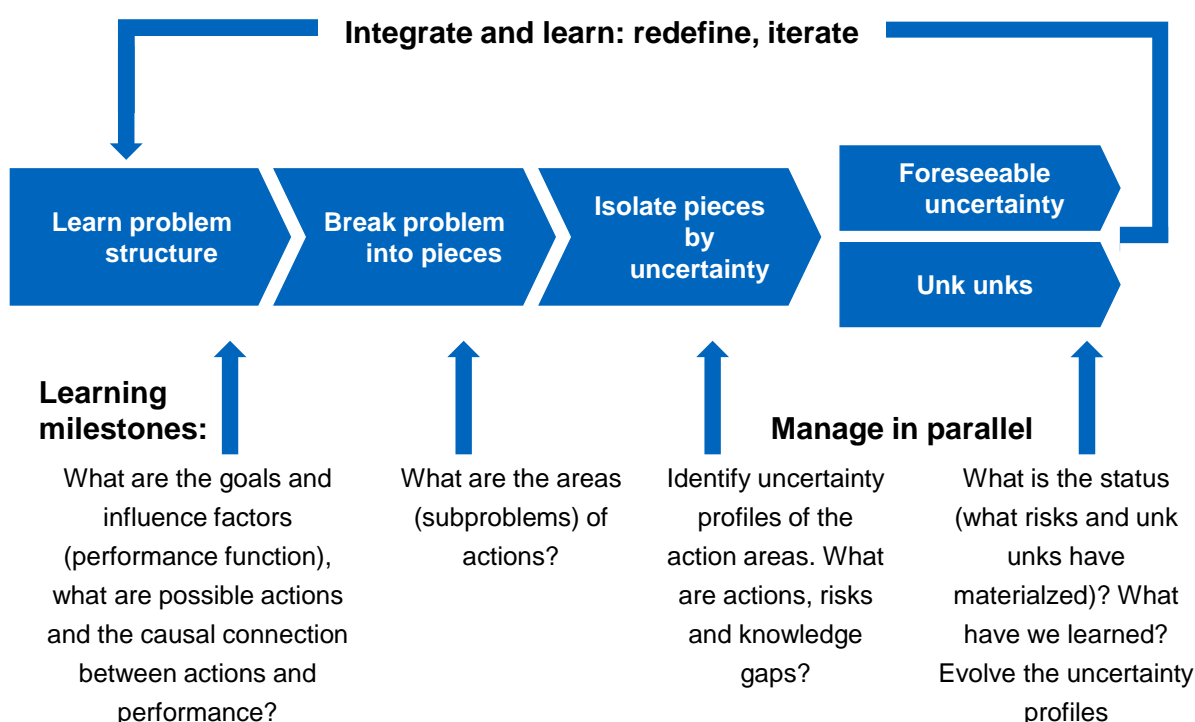 Integrate and learn: redefine, iterate
Learn problem
structure
Break problem
into pieces
Isolate pieces
by
uncertainty
Foreseeable
uncertainty
Unk unks
Learning
milestones:
Manage in parallel
What are the goals and
influence factors
(performance function),
what are possible actions
and the causal connection
between actions and
performance?
What are the areas
(subproblems) of
actions?
Identify uncertainty
profiles of the
action areas. What
are actions, risks
and knowledge
gaps?
What is the status
(what risks and unk
unks have
materialzed)? What
have we learned?
Evolve the uncertainty
profiles